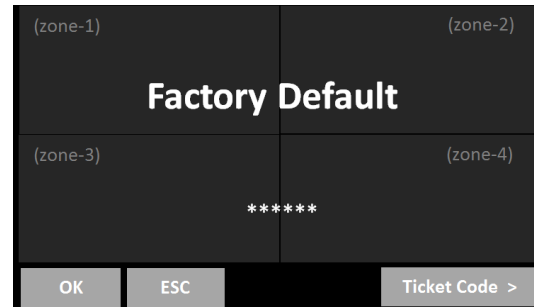 (zone-1) (zone-2)
Factory Default
(zone-3) (zone-4)
******
OK ESC Ticket Code >